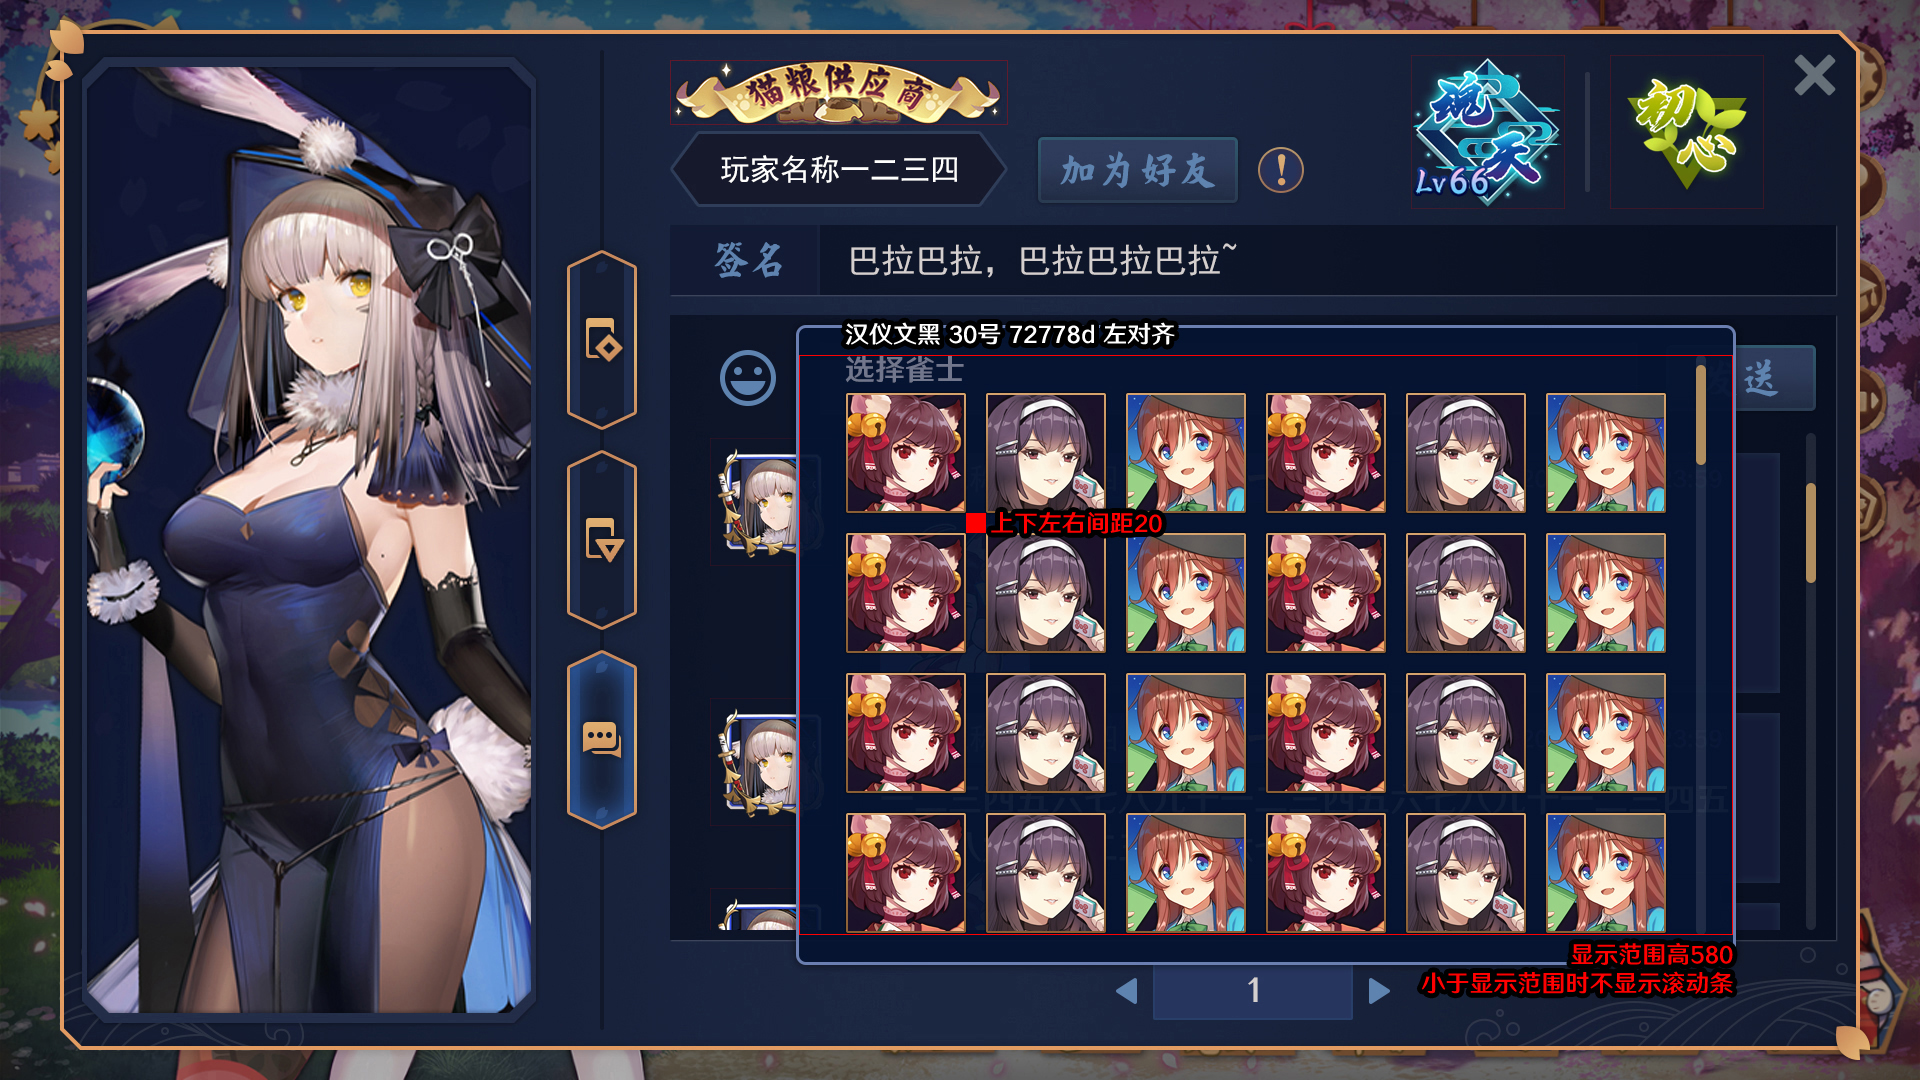 猫粮供应商
玩家名称一二三四
加为好友
魂天
Lv66
初心
签名
巴拉巴拉，巴拉巴拉巴拉~
汉仪文黑 30号 72778d 左对齐
选择雀士
送
上下左右间距20
显示范围高580
小于显示范围时不显示滚动条
1